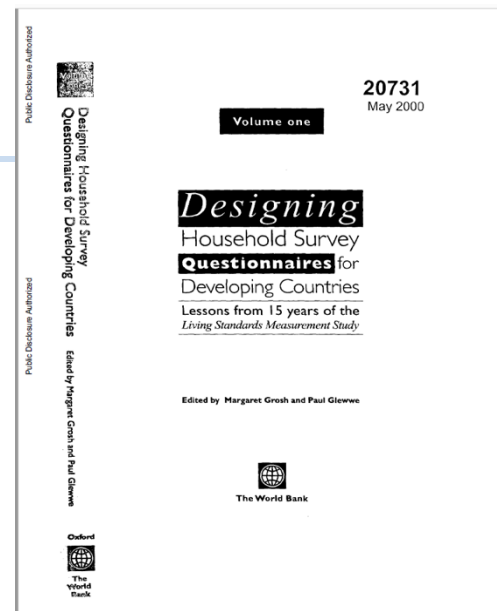 Public Disclosure Authorized
Public Disclosure Authorized
Designing Household Survey
Questionnaires for Developing Countries
Edited by Margaret Grosh and Paul Glewwe
Oxford
The
World
Bank
20731
May 2000
Volume one
Designing
Household Survey
Questionnaires for
Developing Countries
Lessons from 15 years of the
Living Standards Measurement Study
Edited by Margaret Grosh and Paul Glewwe
The World Bank